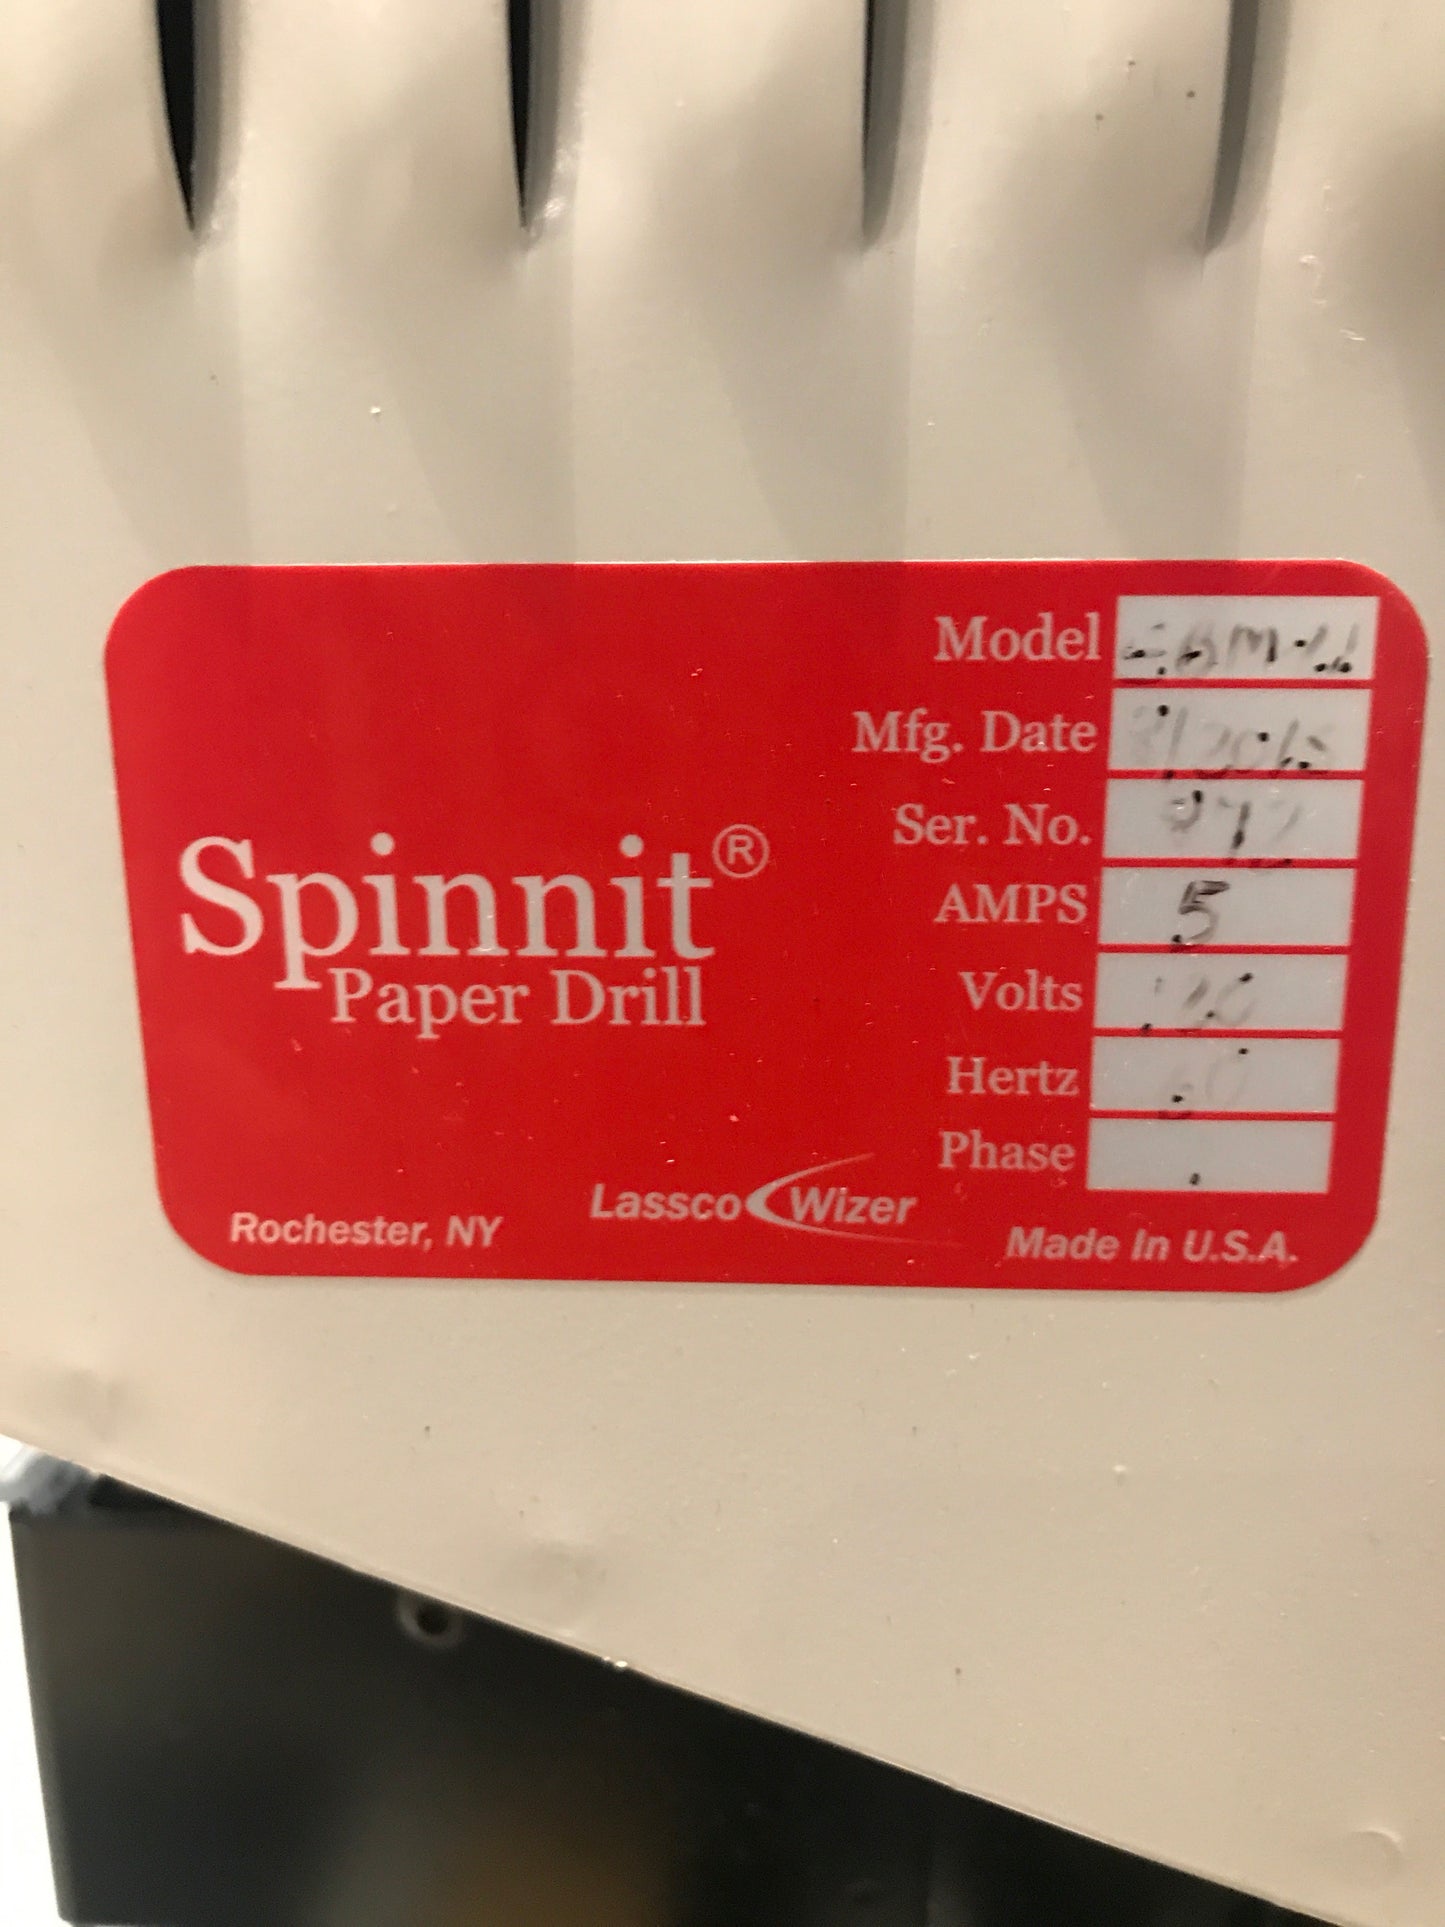 Model
Mfg. Date
Ser. No.
AMPS 5
Volts
Hertz 60
Phase
Spinnit®
Paper Drill
Lassco Wizer
Rochester, NY
Made In U.S.A.